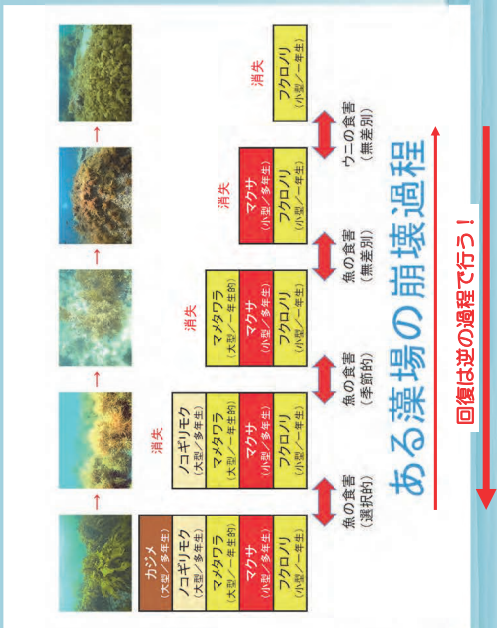 消失
消失
消失
消失
カジメ
(大型/多年生)
ノコギリモク
(大型/多年生)
マメタワラ
(大型/一年生的)
マクサ
(小型/多年生)
フクロノリ
(小型/一年生)
ノコギリモク
(大型/多年生)
マメタワラ
(大型/一年生的)
マクサ
(小型/多年生)
フクロノリ
(小型/一年生)
マメタワラ
(大型/一年生的)
マクサ
(小型/多年生)
フクロノリ
(小型/一年生)
マクサ
(小型/多年生)
フクロノリ
(小型/一年生)
フクロノリ
(小型/一年生)
魚の食害
(選択的)
魚の食害
(季節的)
魚の食害
(無差別)
ウニの食害
(無差別)
ある藻場の崩壊過程
回復は逆の過程で行う!